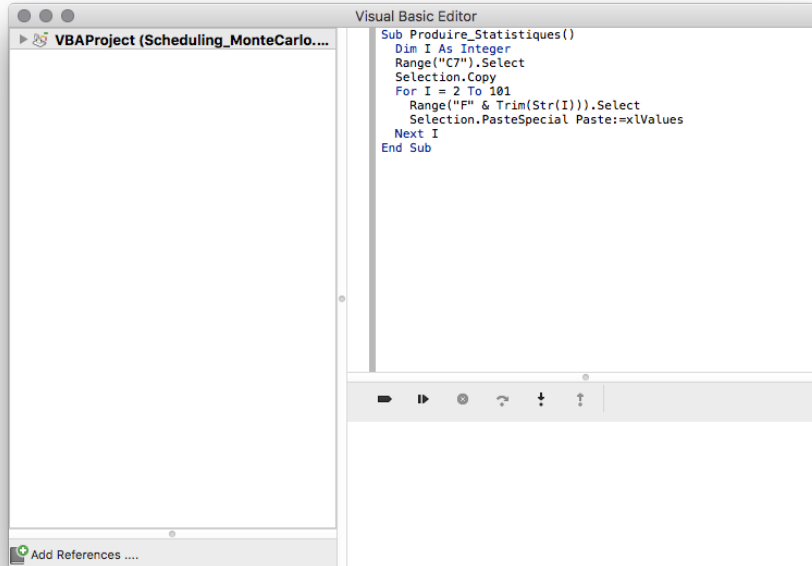 Visual Basic Editor
VBAProject (Scheduling_MonteCarlo....
Sub Produire_Statistiques()
Dim I As Integer
Range("C7").Select
Selection.Copy
For I = 2 To 101
Range("F" & Trim(Str(I))).Select
Selection.PasteSpecial Paste:=xlValues
Next I
End Sub
Add References ....